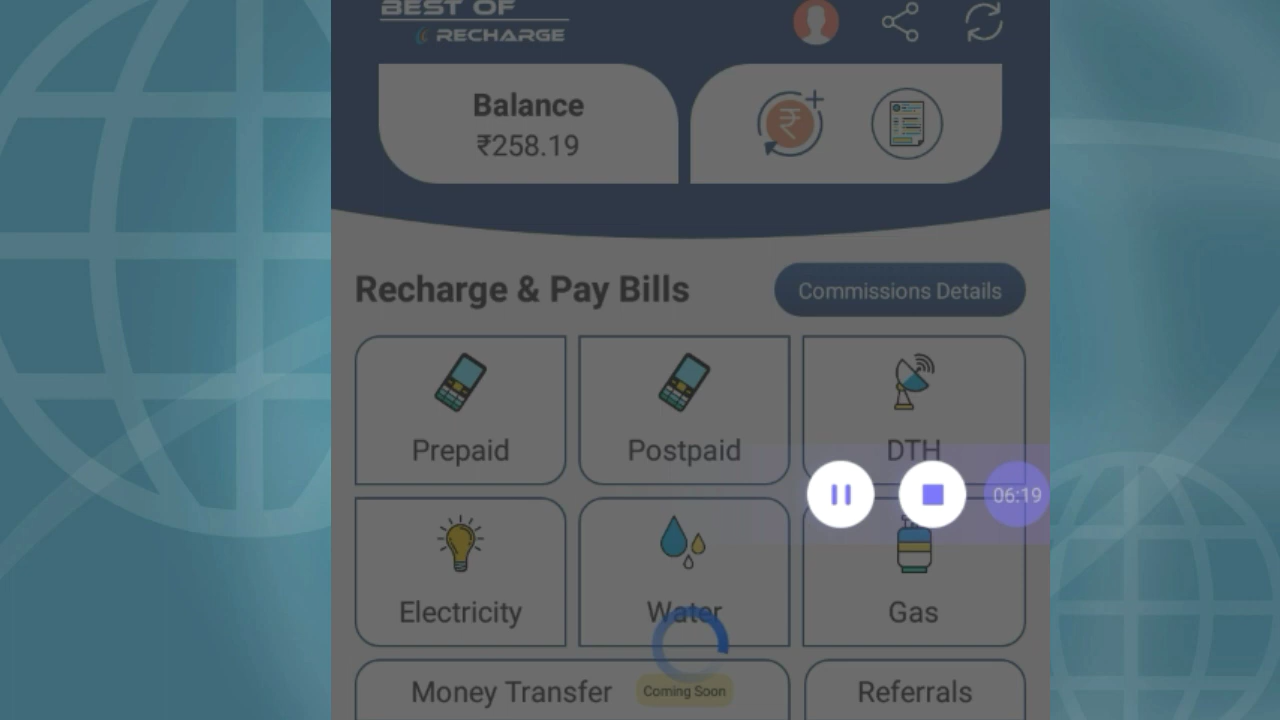 BEST OF
RECHARGE
Balance
₹258.19
Recharge & Pay Bills
Commissions Details
Prepaid
Postpaid
DTH
06:19
Electricity
Water
Gas
Money Transfer
Coming Soon
Referrals